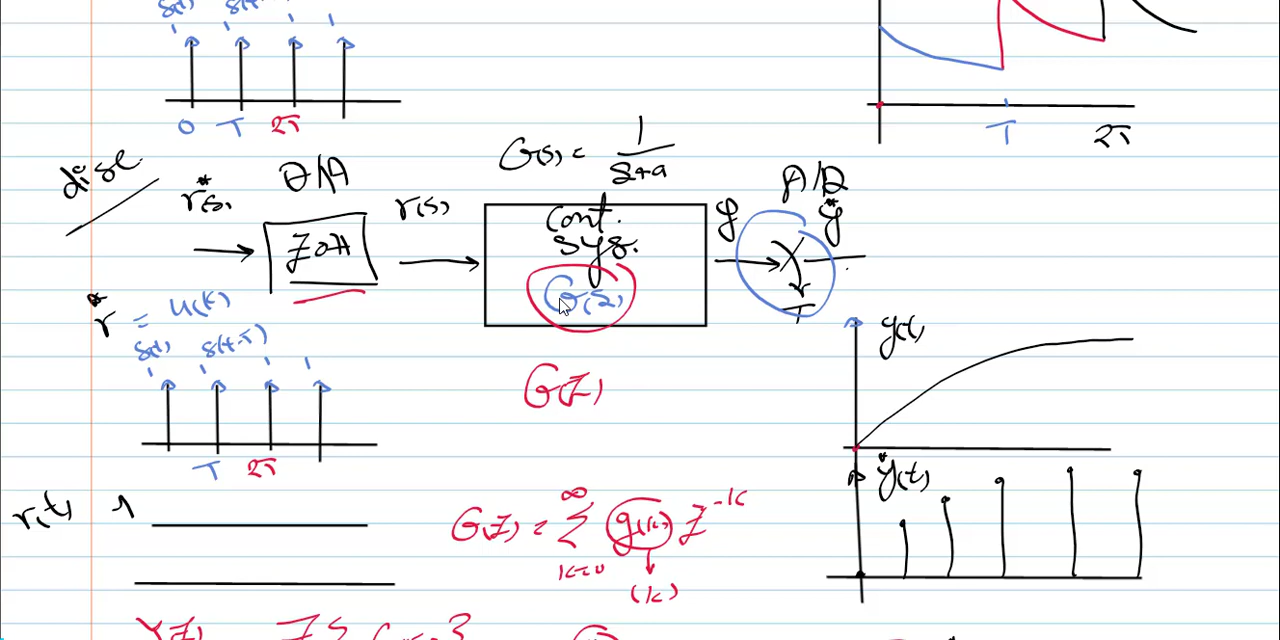 δ(t)
0 T 2T
T 2T
disc
r*(s)
D/A
ZOH
r(s)
G(s) = 1/(s+a)
cont.
sys.
G(s)
y
A/D
y*
T
r* = u(k)
δ(t) δ(t-T)
T 2T
G(z)
y(t)
y*(t)
r(t) 1
G(z) = ∞ Σ k=0 g(k) z^-k
(k)